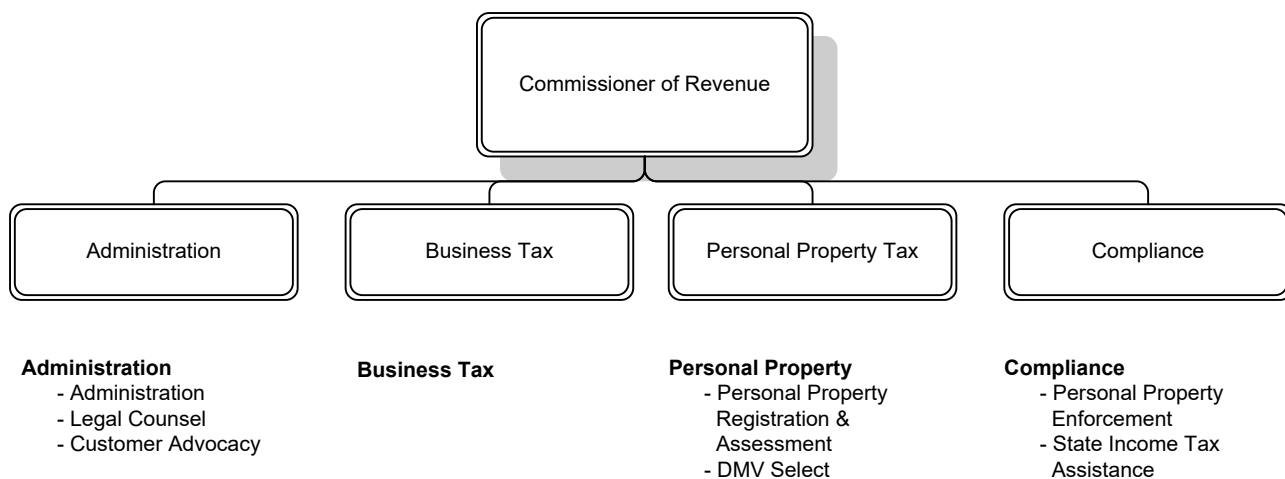 Commissioner of Revenue
Administration
Business Tax
Personal Property Tax
Compliance
Administration
- Administration
- Legal Counsel
- Customer Advocacy
Business Tax
Personal Property
- Personal Property
Registration &
Assessment
- DMV Select
Compliance
- Personal Property
Enforcement
- State Income Tax
Assistance